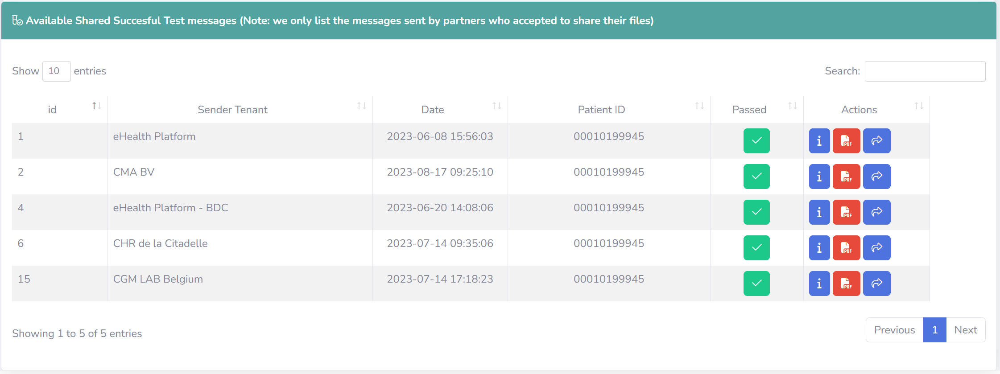 Available Shared Succesful Test messages (Note: we only list the messages sent by partners who accepted to share their files)
Show 10 entries Search:
id Sender Tenant Date Patient ID Passed Actions
1 eHealth Platform 2023-06-08 15:56:03 00010199945 PDF
2 CMA BV 2023-08-17 09:25:10 00010199945 PDF
4 eHealth Platform - BDC 2023-06-20 14:08:06 00010199945 PDF
6 CHR de la Citadelle 2023-07-14 09:35:06 00010199945 PDF
15 CGM LAB Belgium 2023-07-14 17:18:23 00010199945 PDF
Showing 1 to 5 of 5 entries Previous 1 Next